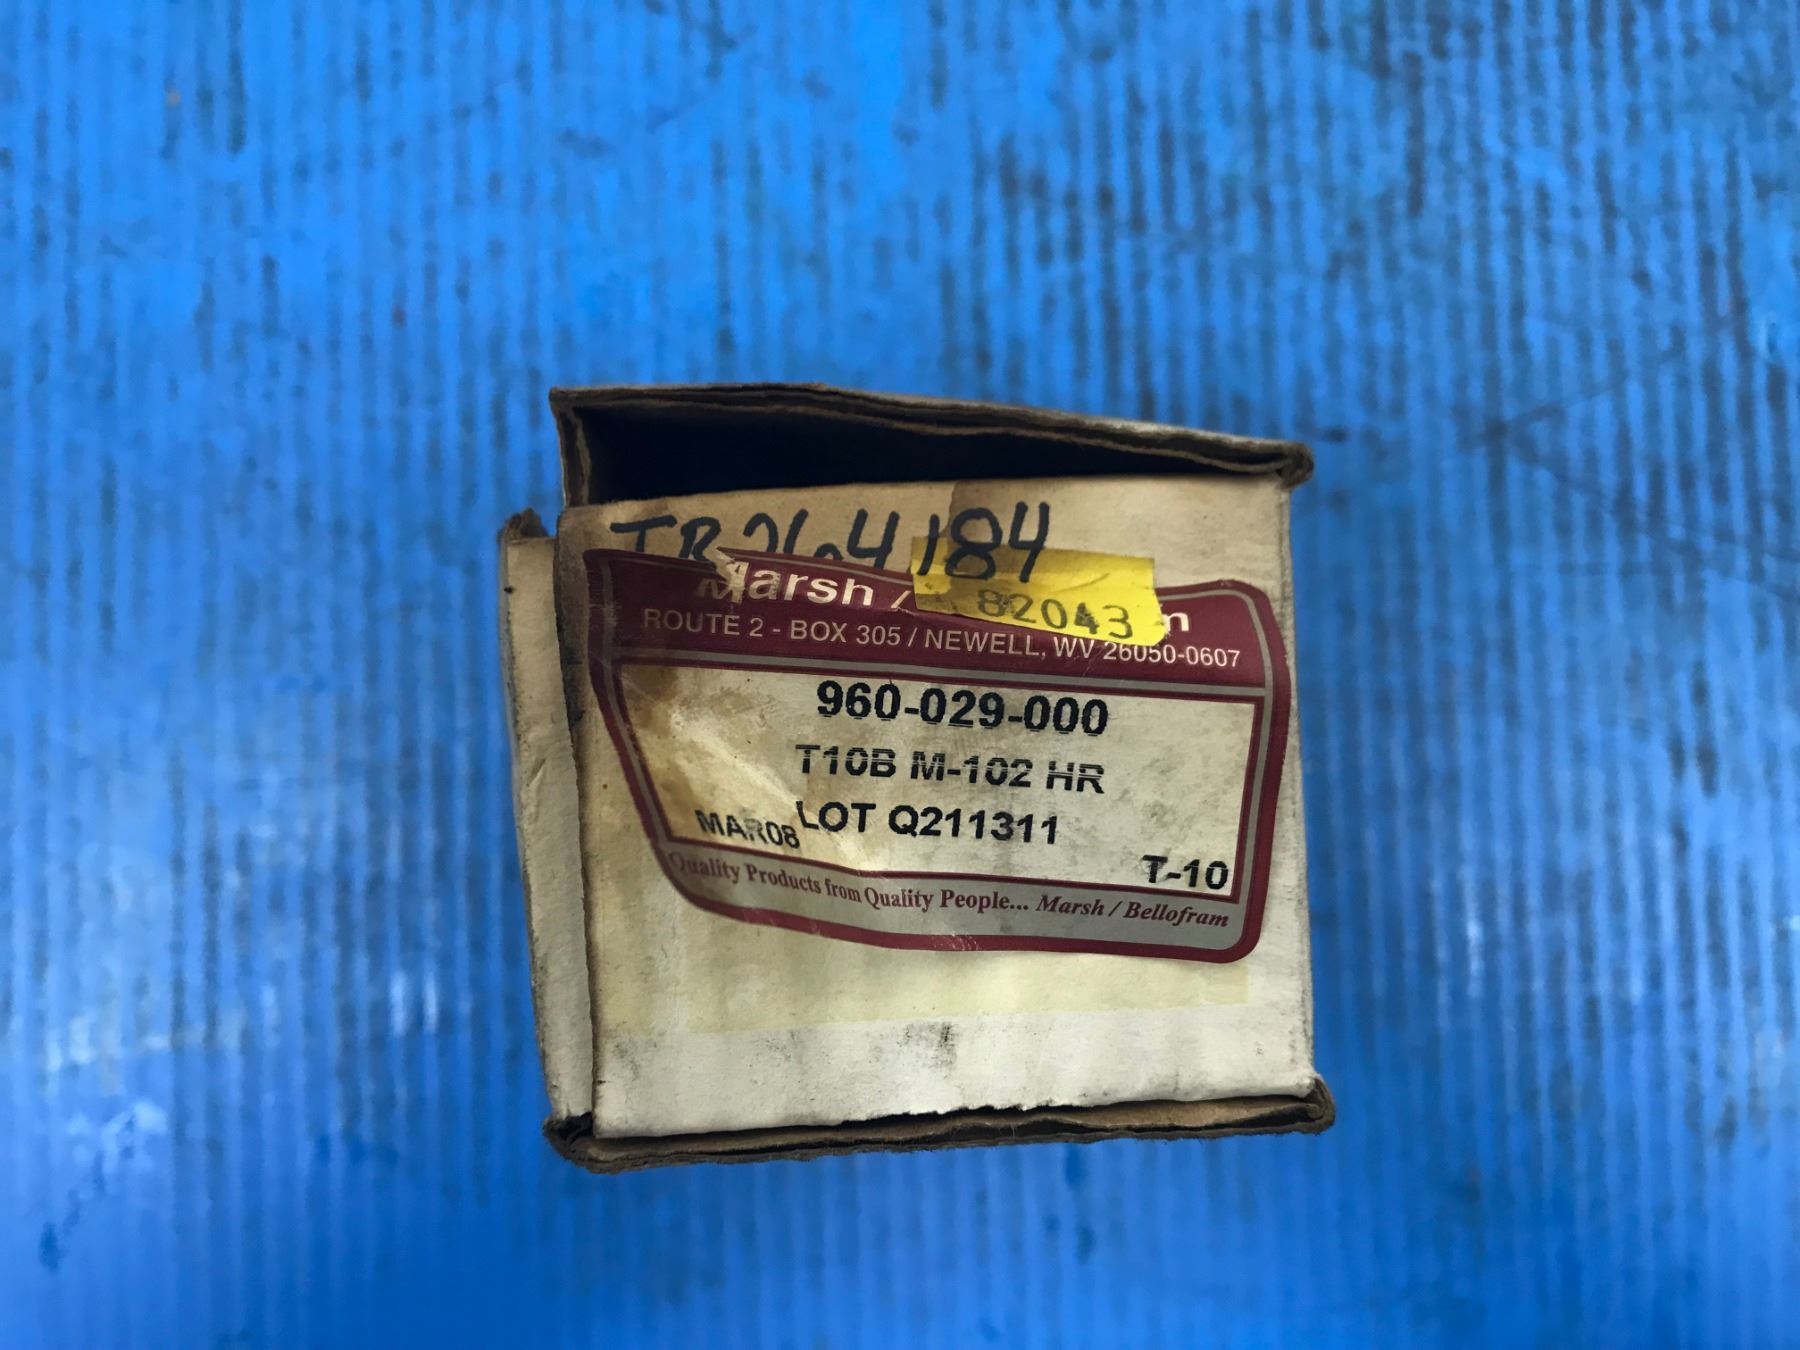 184
Marsh /
82043
ROUTE 2 - BOX 305 / NEWELL, WV 26050-0607
960-029-000
T10B M-102 HR
LOT Q211311
MAR08
T-10
Quality Products from Quality People... Marsh / Bellofram